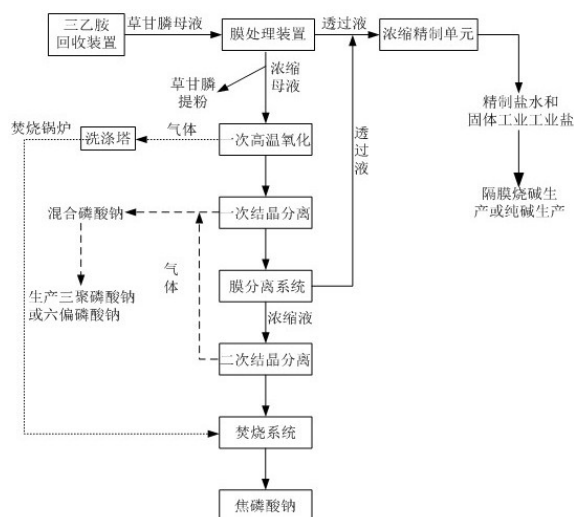 三乙胺
回收装置
草甘膦母液
膜处理装置
透过液
浓缩精制单元
浓缩
母液
草甘膦
提粉
精制盐水和
固体工业工业盐
焚烧锅炉
洗涤塔
气体
一次高温氧化
透
过
液
隔膜烧碱生
产或纯碱生产
混合磷酸钠
一次结晶分离
气
体
生产三聚磷酸钠
或六偏磷酸钠
膜分离系统
浓缩液
二次结晶分离
焚烧系统
焦磷酸钠